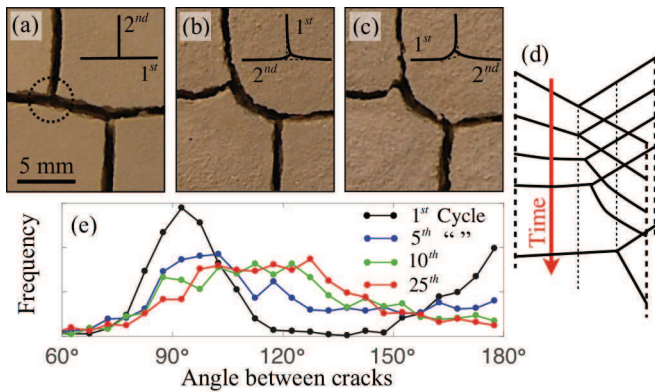 (a)
2nd
1st
5 mm
(b)
1st
2nd
(c)
1st
2nd
(d)
Time
(e)
1st Cycle
5th “ ”
10th
25th
Frequency
60° 90° 120° 150° 180°
Angle between cracks